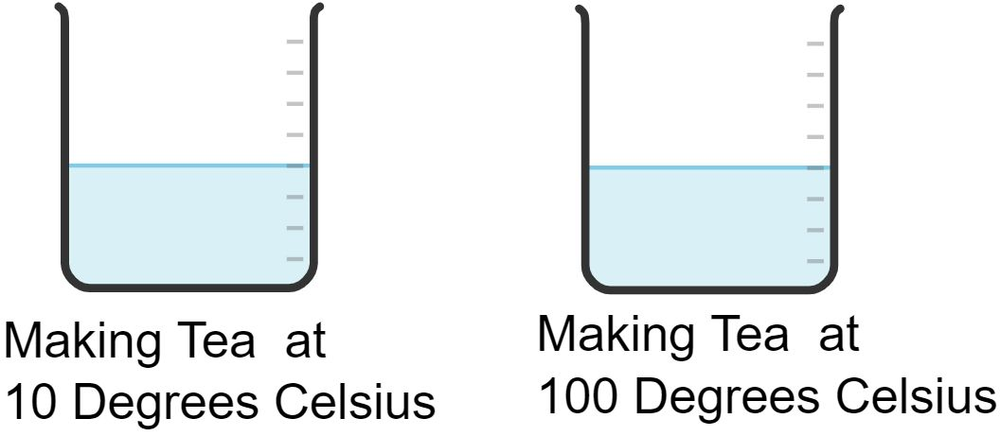 Making Tea at
10 Degrees Celsius
Making Tea at
100 Degrees Celsius